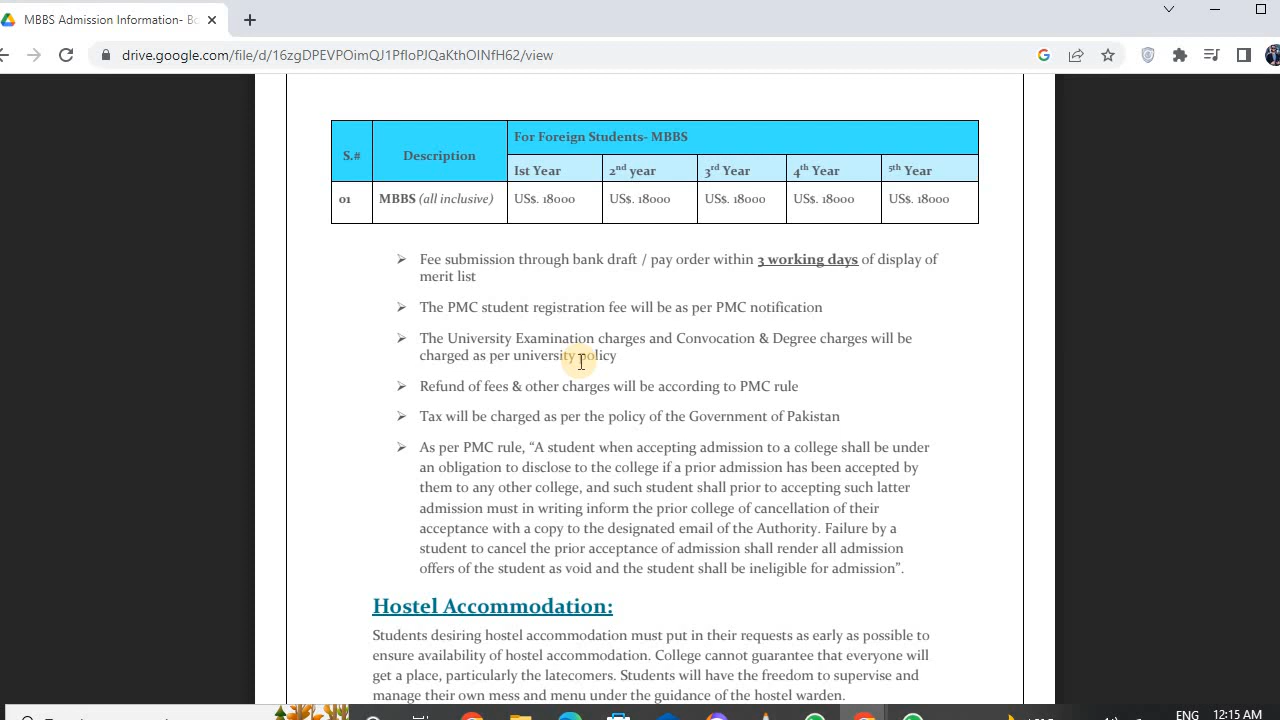 MBBS Admission Information- Bo
drive.google.com/file/d/16zgDPEVPOimQJ1PfIoPJQaKthOINfH62/view
For Foreign Students- MBBS
S.# Description
Ist Year 2nd year 3rd Year 4th Year 5th Year
01 MBBS (all inclusive) US$. 18000 US$. 18000 US$. 18000 US$. 18000 US$. 18000
➢ Fee submission through bank draft / pay order within 3 working days of display of
merit list
➢ The PMC student registration fee will be as per PMC notification
➢ The University Examination charges and Convocation & Degree charges will be
charged as per university policy
➢ Refund of fees & other charges will be according to PMC rule
➢ Tax will be charged as per the policy of the Government of Pakistan
➢ As per PMC rule, “A student when accepting admission to a college shall be under
an obligation to disclose to the college if a prior admission has been accepted by
them to any other college, and such student shall prior to accepting such latter
admission must in writing inform the prior college of cancellation of their
acceptance with a copy to the designated email of the Authority. Failure by a
student to cancel the prior acceptance of admission shall render all admission
offers of the student as void and the student shall be ineligible for admission”.
Hostel Accommodation:
Students desiring hostel accommodation must put in their requests as early as possible to
ensure availability of hostel accommodation. College cannot guarantee that everyone will
get a place, particularly the latecomers. Students will have the freedom to supervise and
manage their own mess and menu under the guidance of the hostel warden.
ENG 12:15 AM